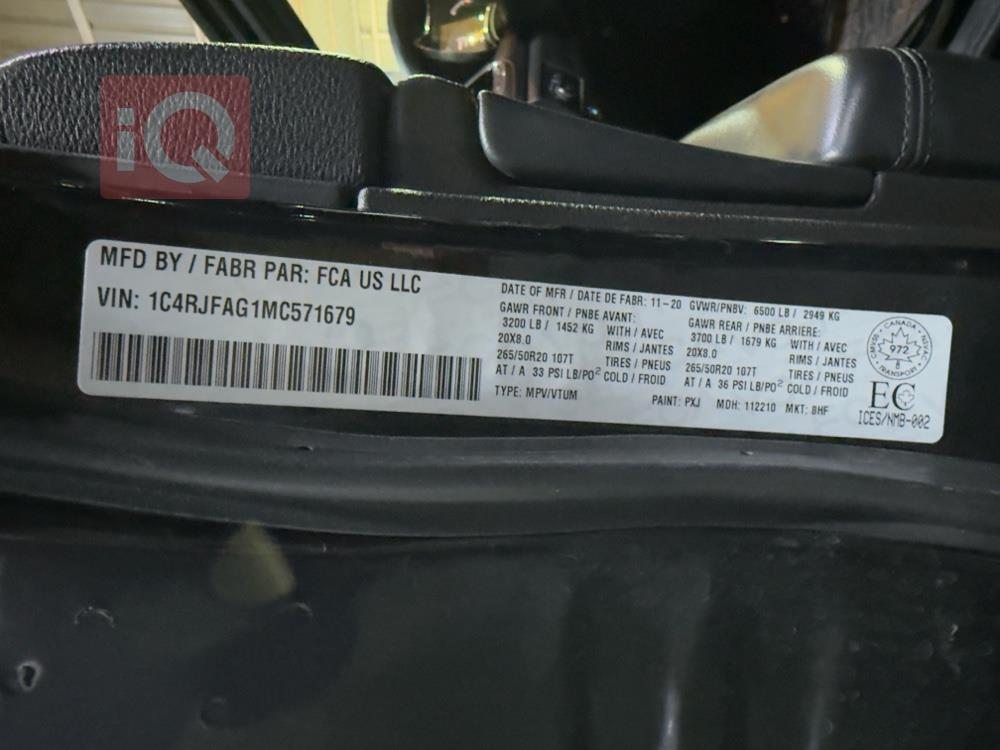 iQ
MFD BY / FABR PAR: FCA US LLC
VIN: 1C4RJFAG1MC571679
DATE OF MFR / DATE DE FABR: 11-20 GVWR/PNBV: 6500 LB / 2949 KG
GAWR FRONT / PNBE AVANT: GAWR REAR / PNBE ARRIERE:
3200 LB / 1452 KG WITH / AVEC 3700 LB / 1679 KG WITH / AVEC
20X8.0 RIMS / JANTES 20X8.0 RIMS / JANTES
265/50R20 107T TIRES / PNEUS 265/50R20 107T TIRES / PNEUS
AT / A 33 PSI LB/PO² COLD / FROID AT / A 36 PSI LB/PO² COLD / FROID
TYPE: MPV/VTUM PAINT: PXJ MDH: 112210 MKT: BHF
CANADA
CMVSS 972 NSVAC
TRANSPORT
EC
ICES/NMB-002